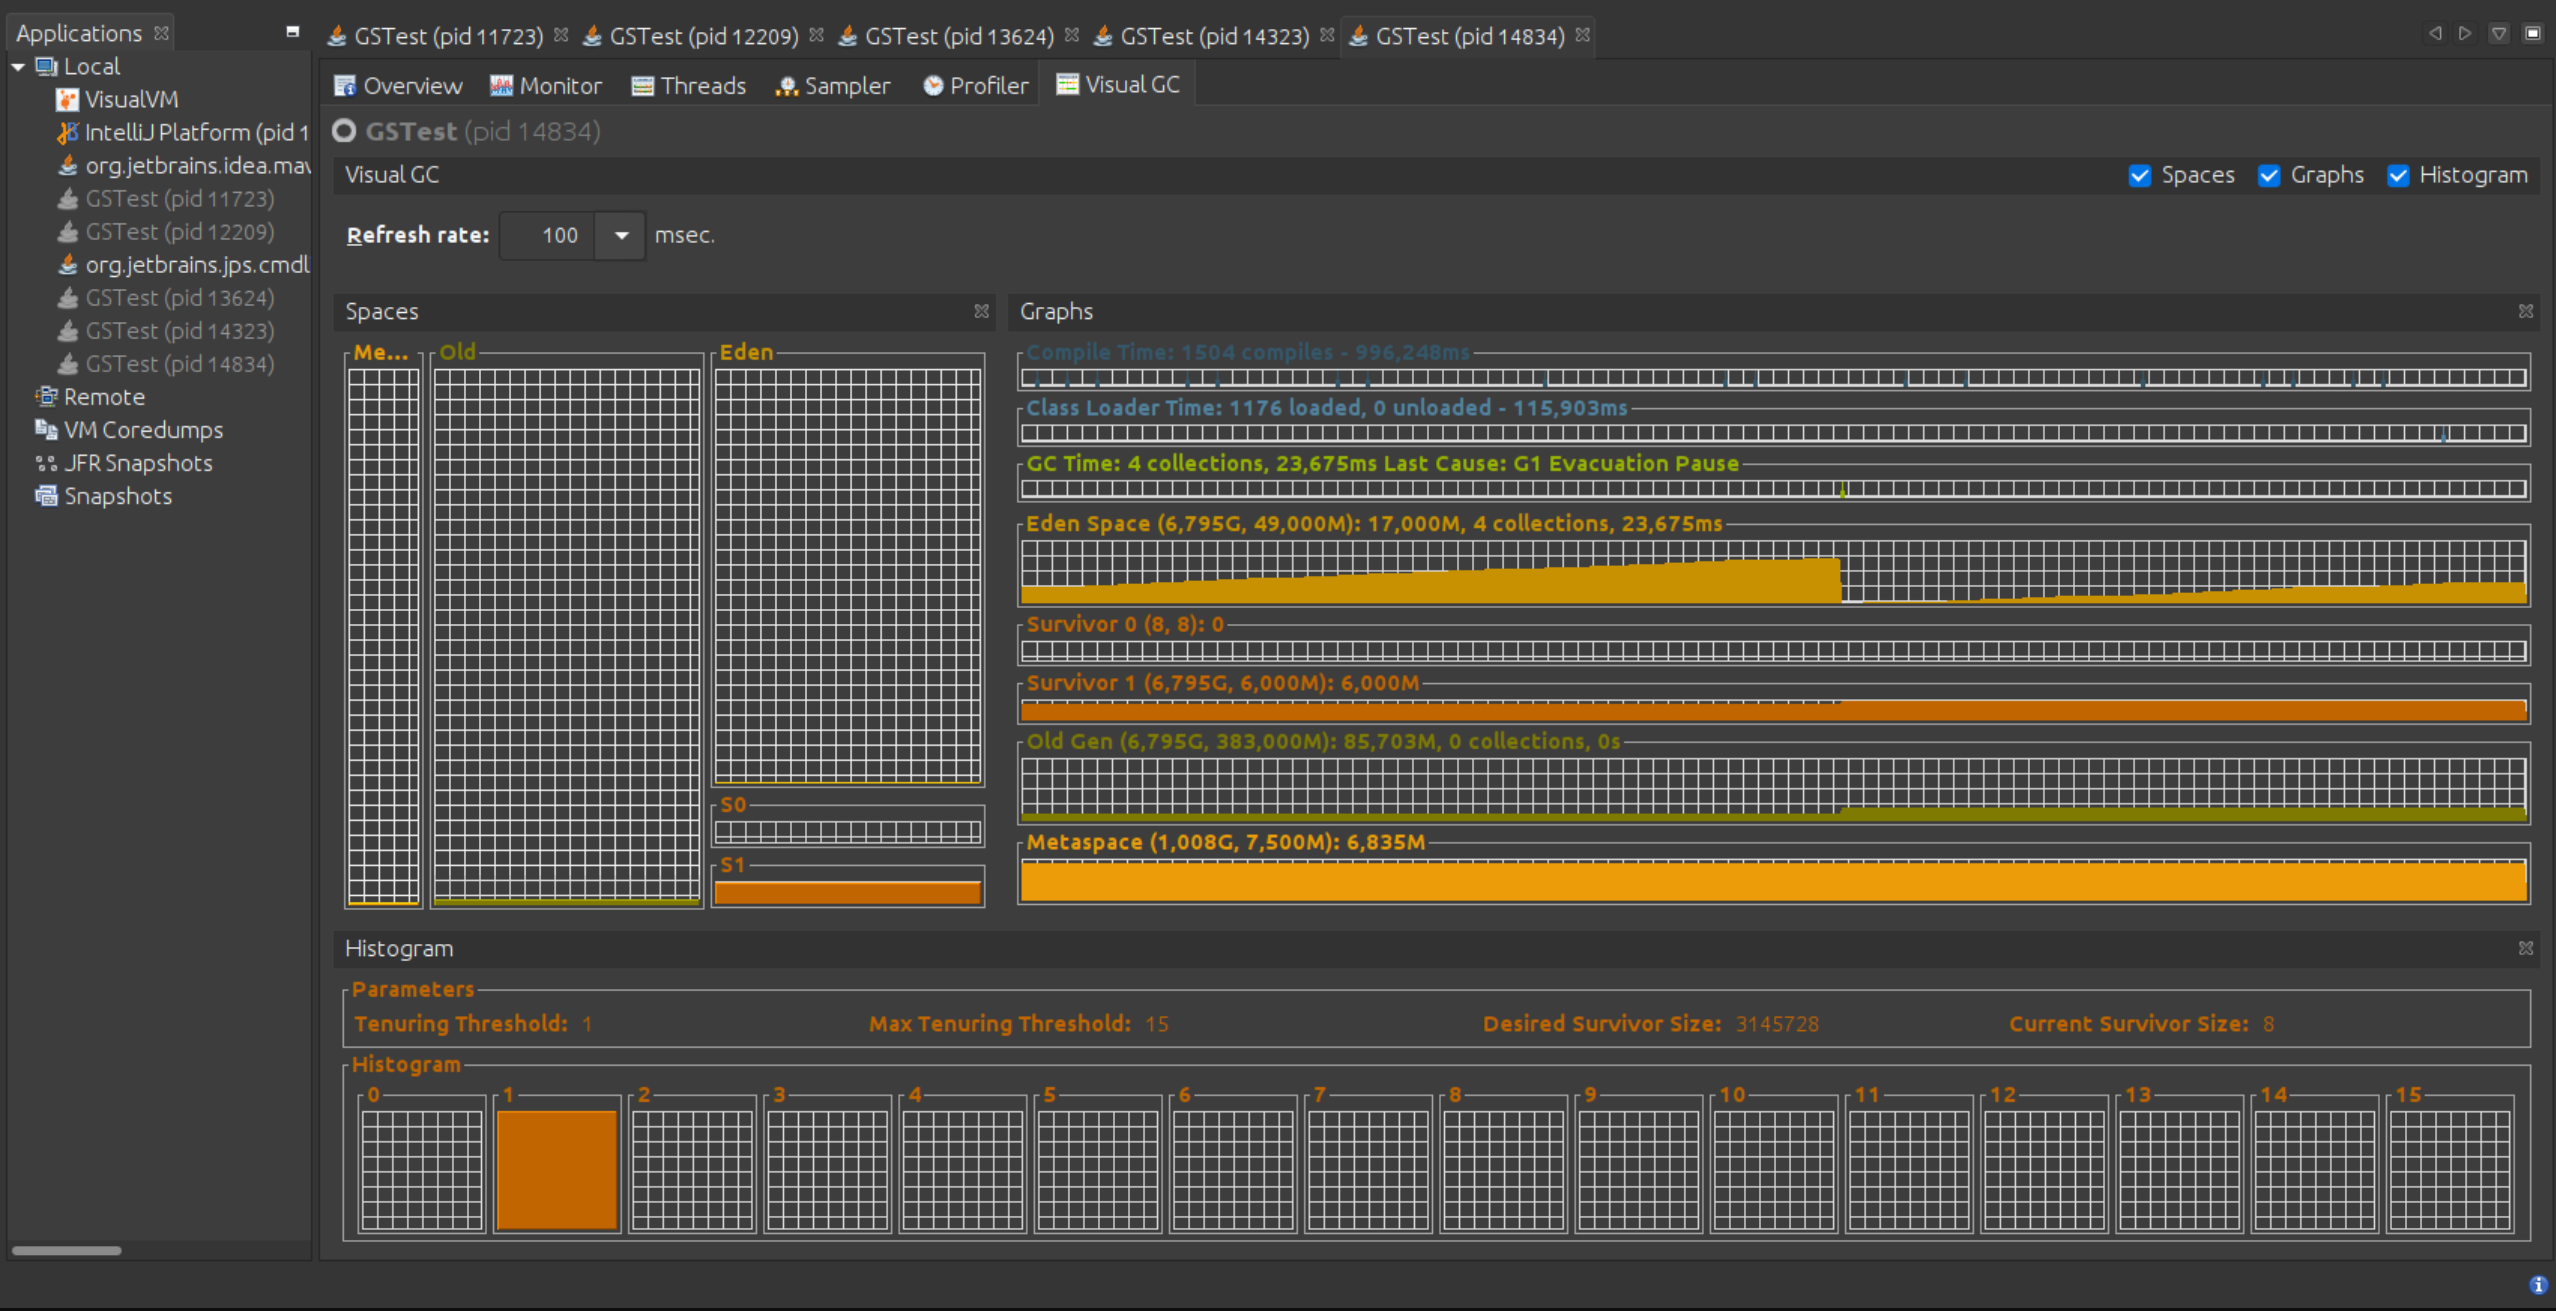 Applications
GSTest (pid 11723) GSTest (pid 12209) GSTest (pid 13624) GSTest (pid 14323) GSTest (pid 14834)
Local
VisualVM
IntelliJ Platform (pid 1
org.jetbrains.idea.mav
GSTest (pid 11723)
GSTest (pid 12209)
org.jetbrains.jps.cmdl
GSTest (pid 13624)
GSTest (pid 14323)
GSTest (pid 14834)
Remote
VM Coredumps
JFR Snapshots
Snapshots
Overview Monitor Threads Sampler Profiler Visual GC
GSTest (pid 14834)
Visual GC Spaces Graphs Histogram
Refresh rate: 100 msec.
Spaces
Me... Old Eden
S0
S1
Graphs
Compile Time: 1504 compiles - 996,248ms
Class Loader Time: 1176 loaded, 0 unloaded - 115,903ms
GC Time: 4 collections, 23,675ms Last Cause: G1 Evacuation Pause
Eden Space (6,795G, 49,000M): 17,000M, 4 collections, 23,675ms
Survivor 0 (8, 8): 0
Survivor 1 (6,795G, 6,000M): 6,000M
Old Gen (6,795G, 383,000M): 85,703M, 0 collections, 0s
Metaspace (1,008G, 7,500M): 6,835M
Histogram
Parameters
Tenuring Threshold: 1 Max Tenuring Threshold: 15 Desired Survivor Size: 3145728 Current Survivor Size: 8
Histogram
0 1 2 3 4 5 6 7 8 9 10 11 12 13 14 15